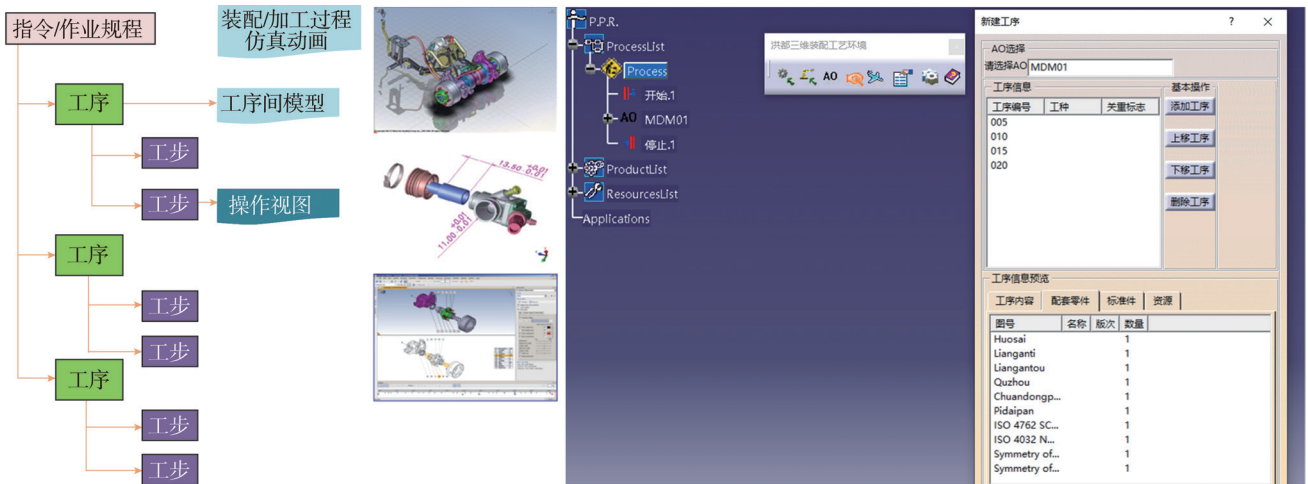 指令/作业规程
装配/加工过程
仿真动画
工序
工序间模型
工步
工步
操作视图
工序
工步
工步
工序
工步
工步
13.50 +0.01
0.01
11.00 +0.01
0.01
P.P.R.
ProcessList
Process
开始.1
AO MDM01
停止.1
ProductList
ResourcesList
Applications
洪都三维装配工艺环境
AO
新建工序 ? ×
AO选择
请选择AO MDM01
工序信息
工序编号 工种 关重标志
005
010
015
020
基本操作
添加工序
上移工序
下移工序
删除工序
工序信息预览
工序内容 配套零件 标准件 资源
图号 名称 版次 数量
Huosai 1
Lianganti 1
Liangantou 1
Quzhou 1
Chuandongp... 1
Pidaipan 1
ISO 4762 SC... 1
ISO 4032 N... 1
Symmetry of... 1
Symmetry of... 1